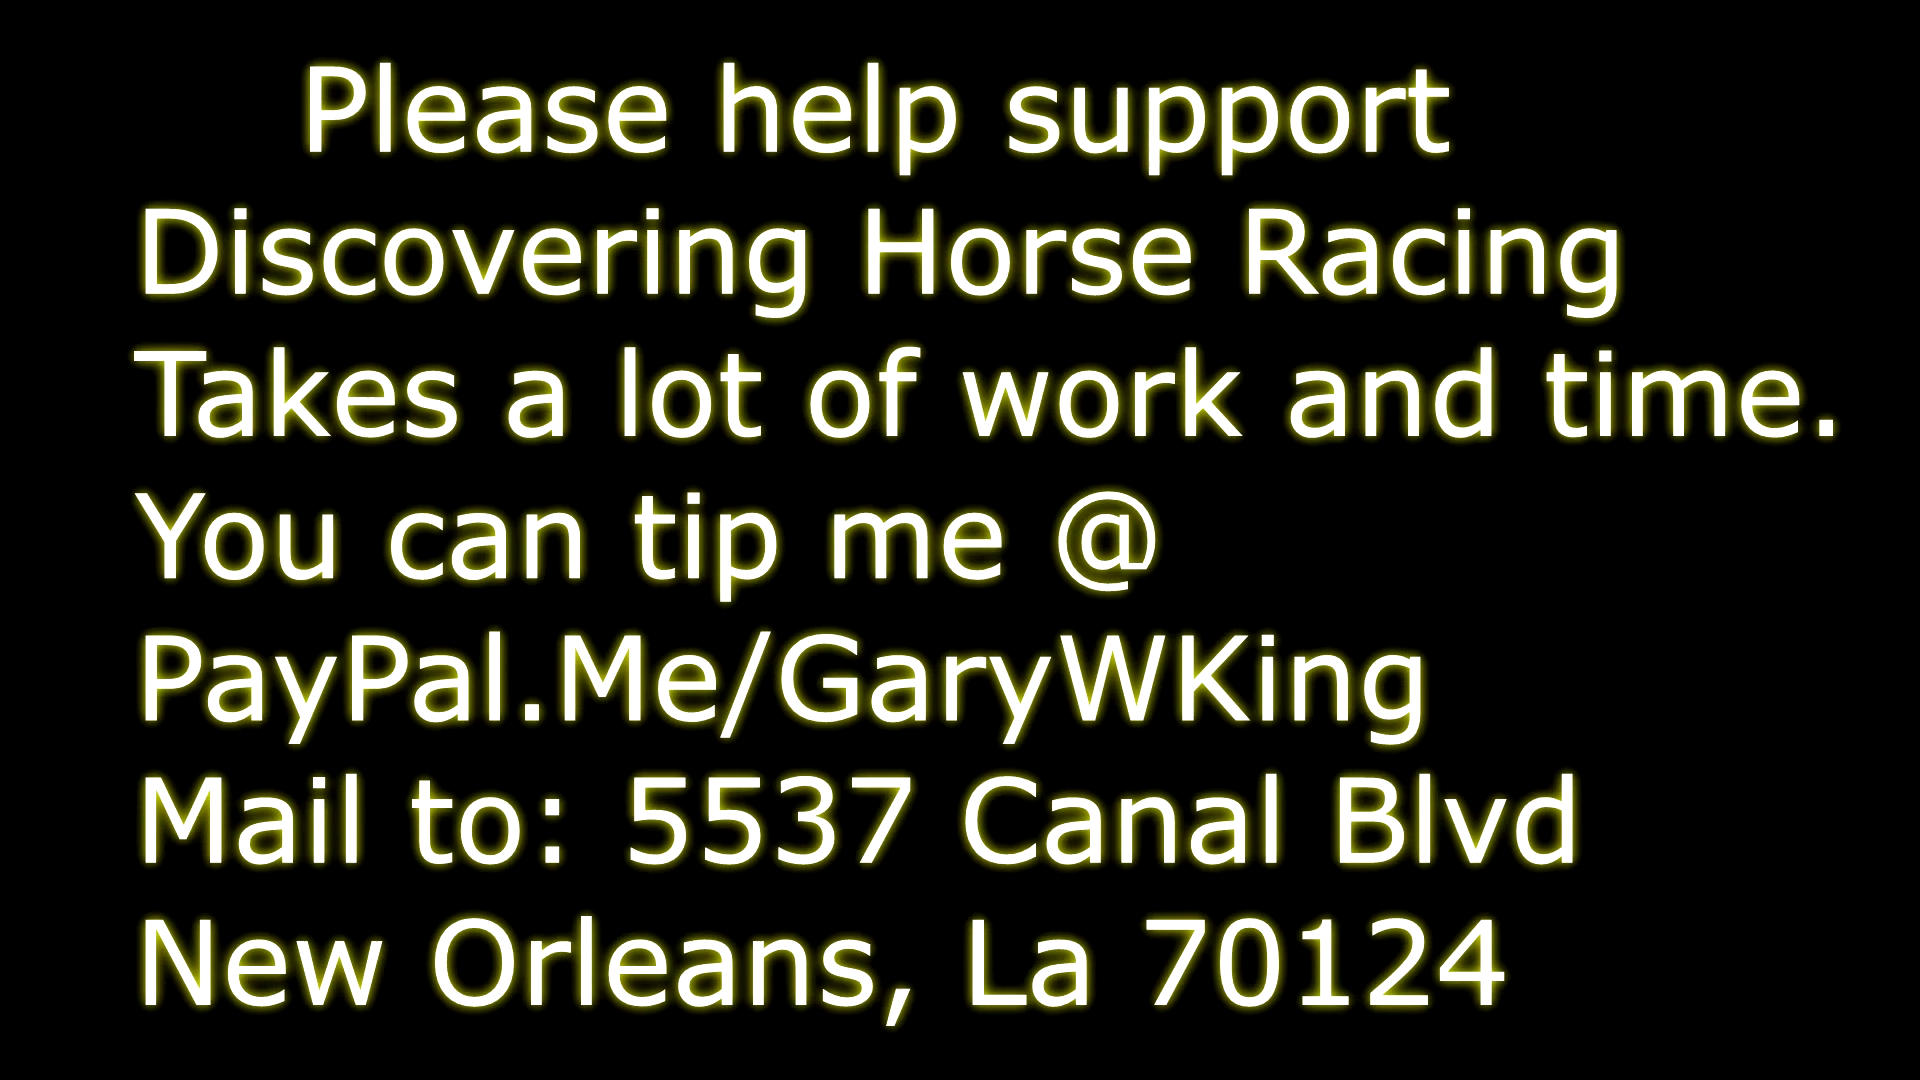 Please help support
Discovering Horse Racing
Takes a lot of work and time.
You can tip me @
PayPal.Me/GaryWKing
Mail to: 5537 Canal Blvd
New Orleans, La 70124